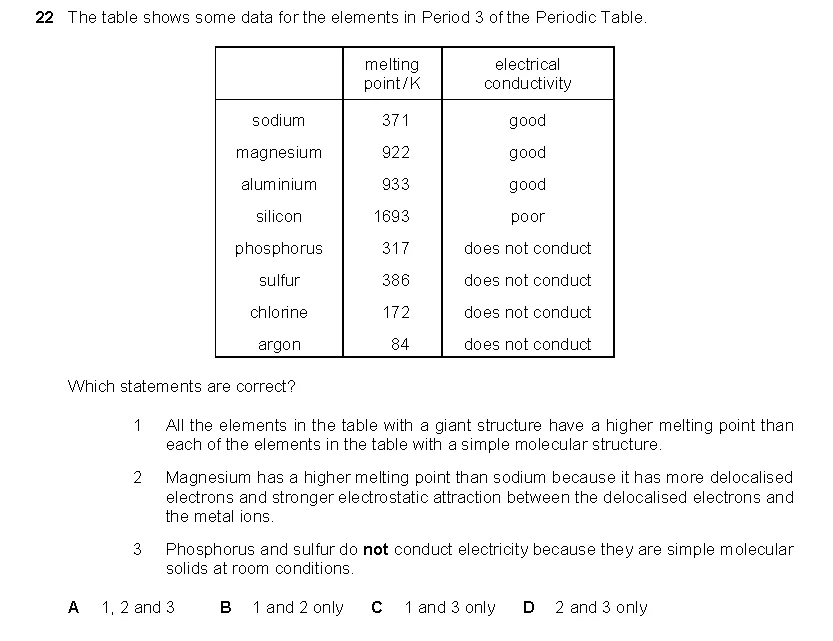 22 The table shows some data for the elements in Period 3 of the Periodic Table.
melting point/K
electrical conductivity
sodium 371 good
magnesium 922 good
aluminium 933 good
silicon 1693 poor
phosphorus 317 does not conduct
sulfur 386 does not conduct
chlorine 172 does not conduct
argon 84 does not conduct
Which statements are correct?
1 All the elements in the table with a giant structure have a higher melting point than
each of the elements in the table with a simple molecular structure.
2 Magnesium has a higher melting point than sodium because it has more delocalised
electrons and stronger electrostatic attraction between the delocalised electrons and
the metal ions.
3 Phosphorus and sulfur do not conduct electricity because they are simple molecular
solids at room conditions.
A 1, 2 and 3 B 1 and 2 only C 1 and 3 only D 2 and 3 only